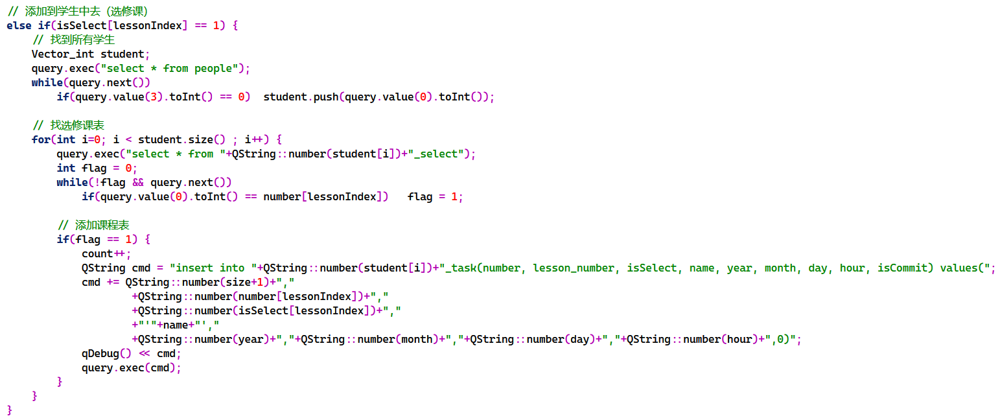 // 添加到学生中去（选修课）
else if(isSelect[lessonIndex] == 1) {
    // 找到所有学生
    Vector_int student;
    query.exec("select * from people");
    while(query.next())
        if(query.value(3).toInt() == 0)  student.push(query.value(0).toInt());

    // 找选修课表
    for(int i=0; i < student.size() ; i++) {
        query.exec("select * from "+QString::number(student[i])+"_select");
        int flag = 0;
        while(!flag && query.next())
            if(query.value(0).toInt() == number[lessonIndex])   flag = 1;

        // 添加课程表
        if(flag == 1) {
            count++;
            QString cmd = "insert into "+QString::number(student[i])+"_task(number, lesson_number, isSelect, name, year, month, day, hour, isCommit) values(";
            cmd += QString::number(size+1)+","
                    +QString::number(number[lessonIndex])+","
                    +QString::number(isSelect[lessonIndex])+","
                    +"'"+name+"',"
                    +QString::number(year)+","+QString::number(month)+","+QString::number(day)+","+QString::number(hour)+",0)";
            qDebug() << cmd;
            query.exec(cmd);
        }
    }
}